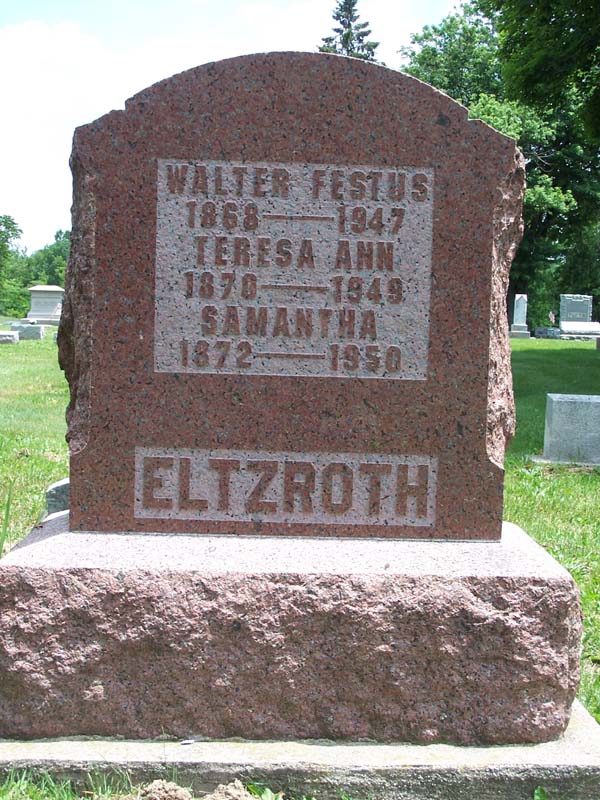 WALTER FESTUS
1868—1947
TERESA ANN
1870—1949
SAMANTHA
1872—1950
ELTZROTH